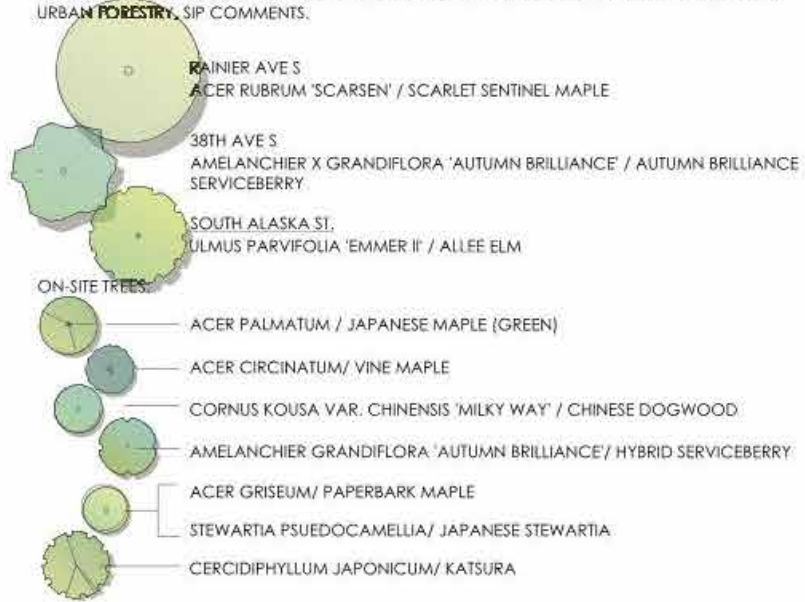 URBAN FORESTRY, SIP COMMENTS.
RAINIER AVE S
ACER RUBRUM 'SCARSEN' / SCARLET SENTINEL MAPLE
38TH AVE S
AMELANCHIER X GRANDIFLORA 'AUTUMN BRILLIANCE' / AUTUMN BRILLIANCE
SERVICEBERRY
SOUTH ALASKA ST.
ULMUS PARVIFOLIA 'EMMER II' / ALLEE ELM
ON-SITE TREES:
ACER PALMATUM / JAPANESE MAPLE (GREEN)
ACER CIRCINATUM/ VINE MAPLE
CORNUS KOUSA VAR. CHINENSIS 'MILKY WAY' / CHINESE DOGWOOD
AMELANCHIER GRANDIFLORA 'AUTUMN BRILLIANCE'/ HYBRID SERVICEBERRY
ACER GRISEUM/ PAPERBARK MAPLE
STEWARTIA PSUEDOCAMELLIA/ JAPANESE STEWARTIA
CERCIDIPHYLLUM JAPONICUM/ KATSURA